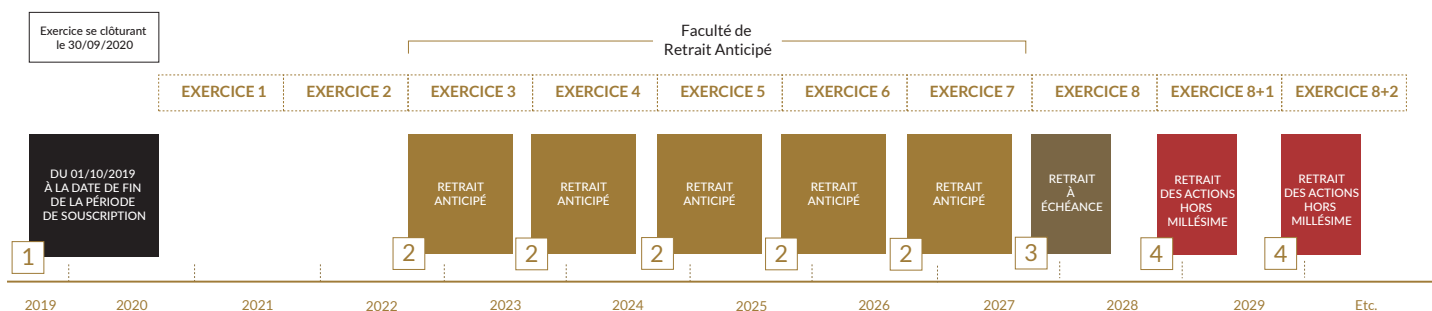 Exercice se clôturant
le 30/09/2020
Faculté de
Retrait Anticipé
EXERCICE 1
EXERCICE 2
EXERCICE 3
EXERCICE 4
EXERCICE 5
EXERCICE 6
EXERCICE 7
EXERCICE 8
EXERCICE 8+1
EXERCICE 8+2
DU 01/10/2019
À LA DATE DE FIN
DE LA PÉRIODE
DE SOUSCRIPTION
RETRAIT
ANTICIPÉ
RETRAIT
ANTICIPÉ
RETRAIT
ANTICIPÉ
RETRAIT
ANTICIPÉ
RETRAIT
ANTICIPÉ
RETRAIT
À
ÉCHÉANCE
RETRAIT
DES ACTIONS
HORS
MILLÉSIME
RETRAIT
DES ACTIONS
HORS
MILLÉSIME
1
2
2
2
2
2
3
4
4
2019
2020
2021
2022
2023
2024
2025
2026
2027
2028
2029
Etc.